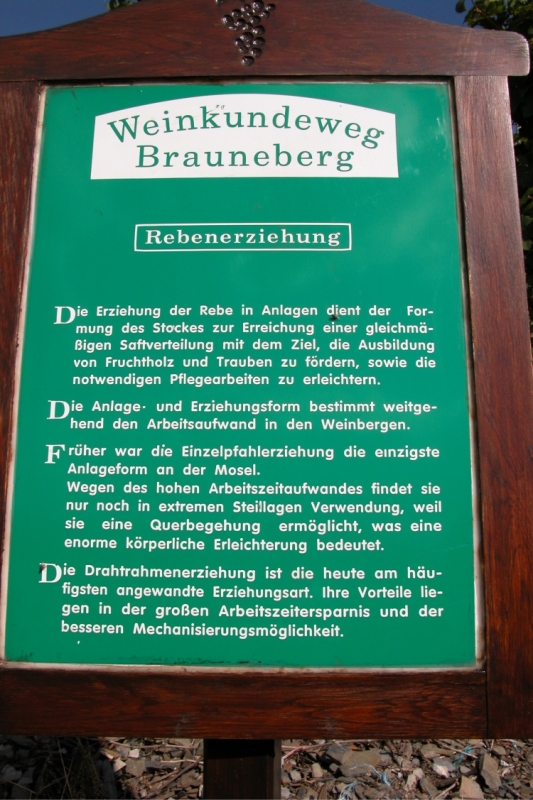 Weinkundeweg
Brauneberg
Rebenerziehung
Die Erziehung der Rebe in Anlagen dient der For-
mung des Stockes zur Erreichung einer gleichmä-
ßigen Saftverteilung mit dem Ziel, die Ausbildung
von Fruchtholz und Trauben zu fördern, sowie die
notwendigen Pflegearbeiten zu erleichtern.
Die Anlage- und Erziehungsform bestimmt weitge-
hend den Arbeitsaufwand in den Weinbergen.
Früher war die Einzelpfahlerziehung die einzigste
Anlageform an der Mosel.
Wegen des hohen Arbeitszeitaufwandes findet sie
nur noch in extremen Steillagen Verwendung, weil
sie eine Querbegehung ermöglicht, was eine
enorme körperliche Erleichterung bedeutet.
Die Drahtrahmenerziehung ist die heute am häu-
figsten angewandte Erziehungsart. Ihre Vorteile lie-
gen in der großen Arbeitszeitersparnis und der
besseren Mechanisierungsmöglichkeit.